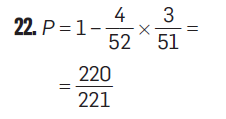 22. P = 1 − 4/52 × 3/51 =
= 220/221